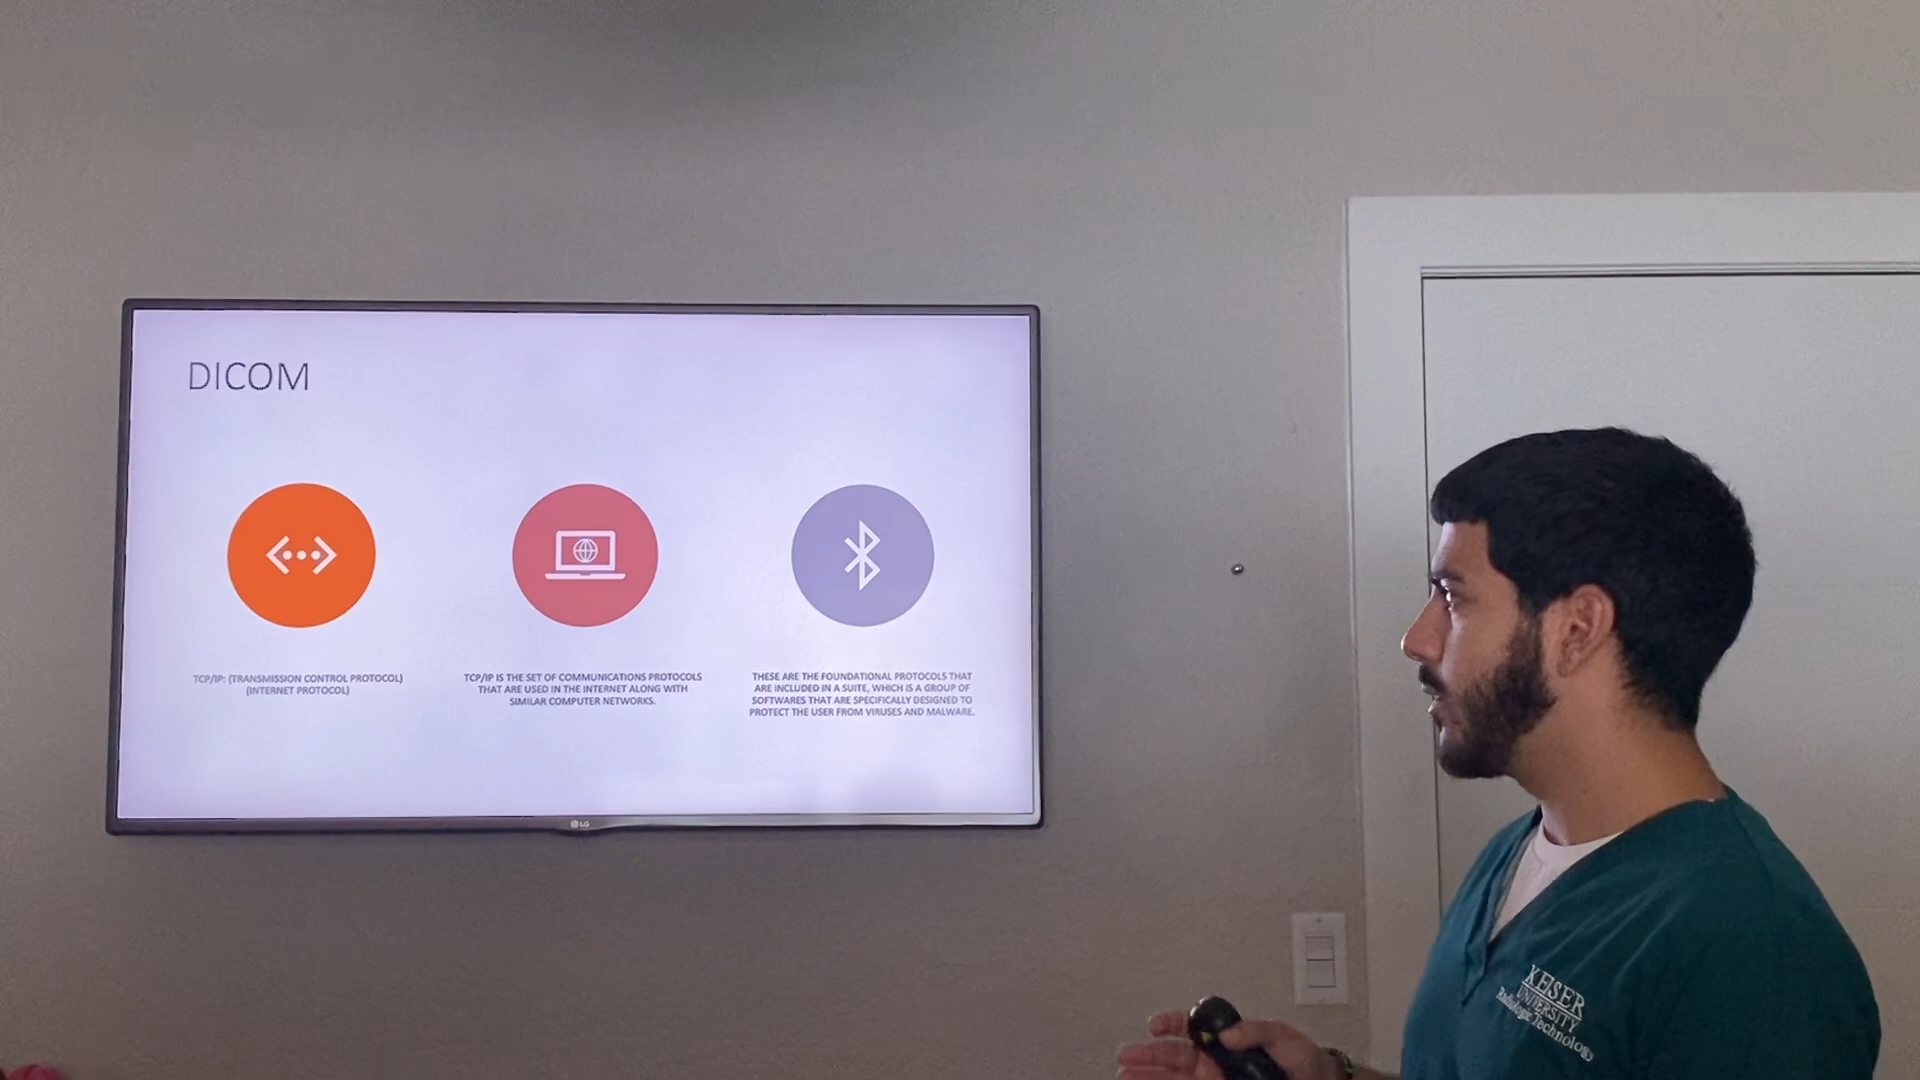 DICOM
TCP/IP: (TRANSMISSION CONTROL PROTOCOL)
(INTERNET PROTOCOL)
TCP/IP IS THE SET OF COMMUNICATIONS PROTOCOLS
THAT ARE USED IN THE INTERNET ALONG WITH
SIMILAR COMPUTER NETWORKS.
THESE ARE THE FOUNDATIONAL PROTOCOLS THAT
ARE INCLUDED IN A SUITE, WHICH IS A GROUP OF
SOFTWARES THAT ARE SPECIFICALLY DESIGNED TO
PROTECT THE USER FROM VIRUSES AND MALWARE.
LG
KEISER
UNIVERSITY
Radiologic Technology